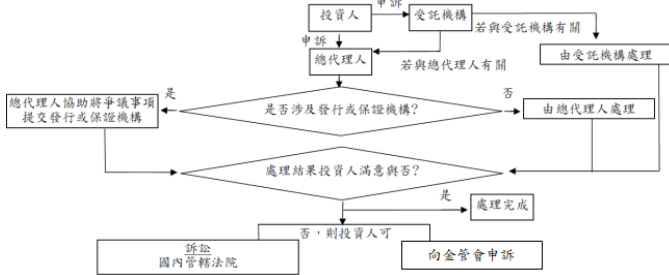 投資人
申訴
受託機構
若與受託機構有關
申訴
總代理人
若與總代理人有關
由受託機構處理
是
總代理人協助將爭議事項
提交發行或保證機構
是否涉及發行或保證機構?
否
由總代理人處理
處理結果投資人滿意與否?
是
處理完成
否，則投資人可
訴訟
國內管轄法院
向金管會申訴